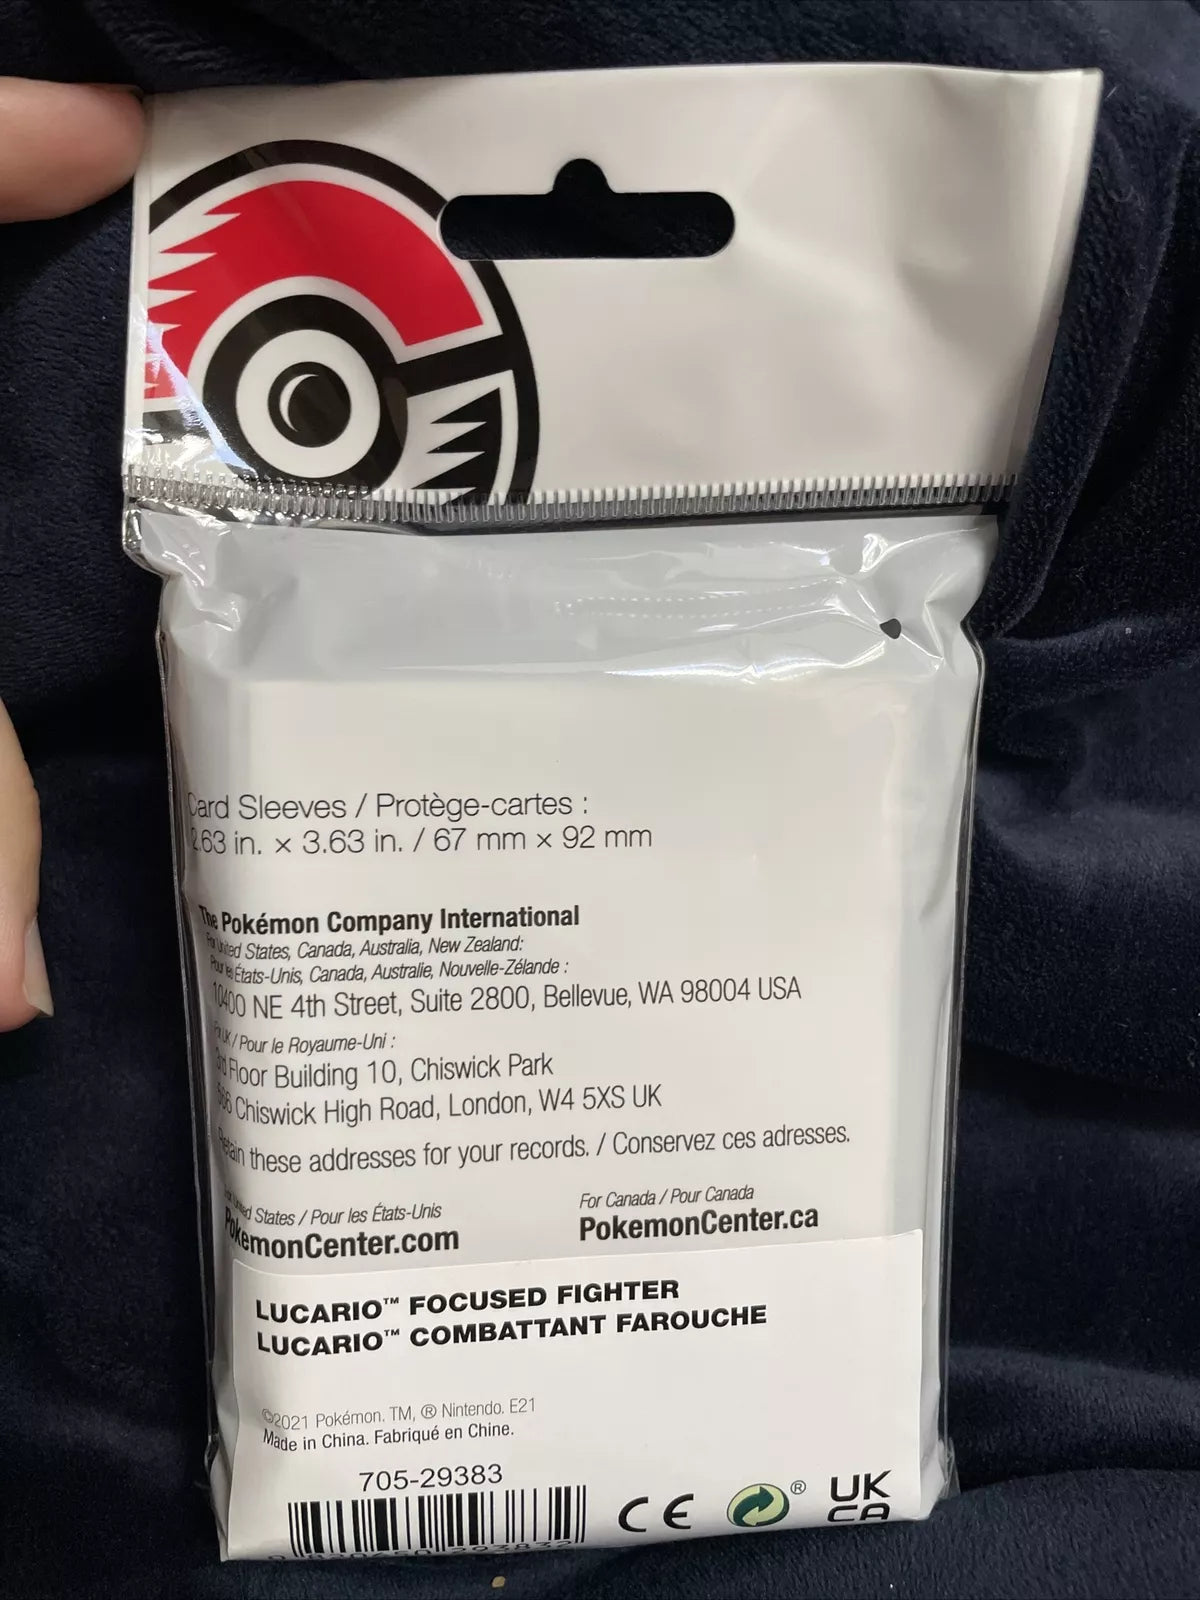 Card Sleeves / Protège-cartes :
2.63 in. × 3.63 in. / 67 mm × 92 mm
The Pokémon Company International
For United States, Canada, Australia, New Zealand:
Pour les États-Unis, Canada, Australie, Nouvelle-Zélande :
10400 NE 4th Street, Suite 2800, Bellevue, WA 98004 USA
For UK / Pour le Royaume-Uni :
3rd Floor Building 10, Chiswick Park
566 Chiswick High Road, London, W4 5XS UK
Retain these addresses for your records. / Conservez ces adresses.
For United States / Pour les États-Unis
PokemonCenter.com
For Canada / Pour Canada
PokemonCenter.ca
LUCARIO™ FOCUSED FIGHTER
LUCARIO™ COMBATTANT FAROUCHE
©2021 Pokémon. TM, ® Nintendo. E21
Made in China. Fabriqué en Chine.
705-29383
CE
®
UK
CA